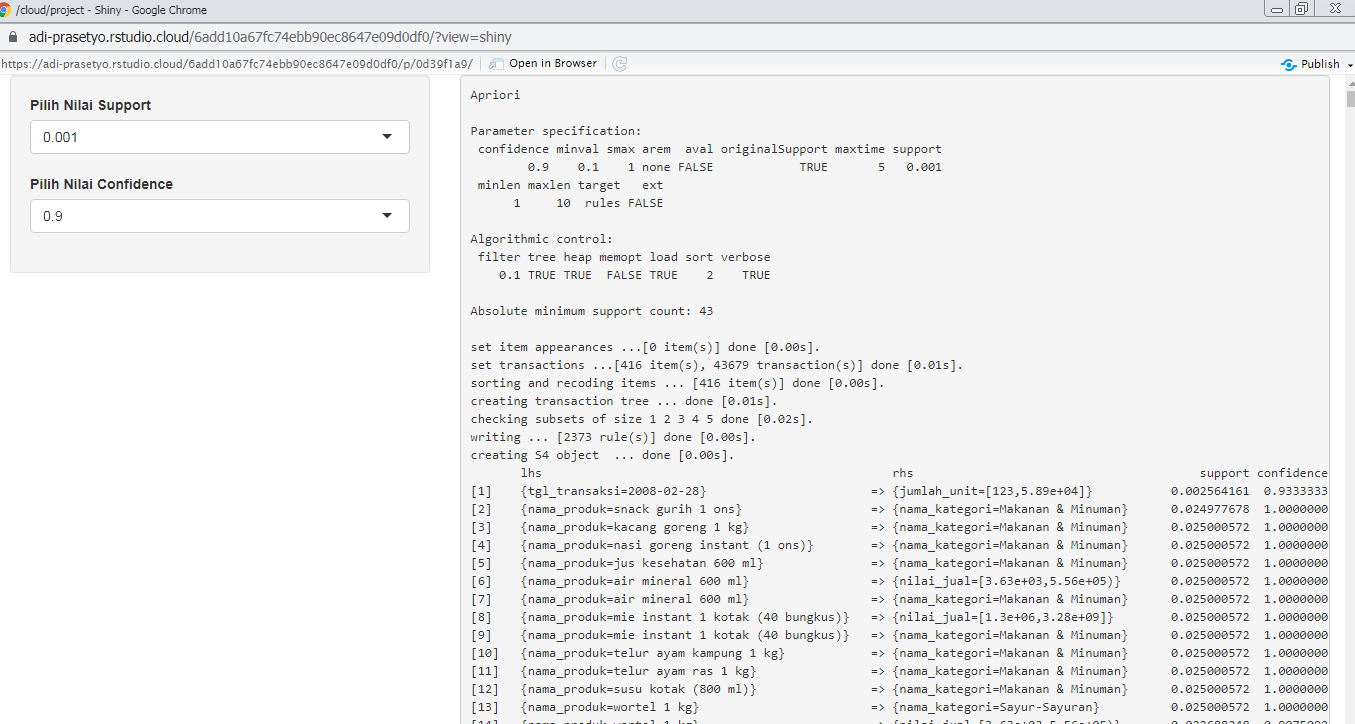 /cloud/project - Shiny - Google Chrome
adi-prasetyo.rstudio.cloud/6add10a67fc74ebb90ec8647e09d0df0/?view=shiny
https://adi-prasetyo.rstudio.cloud/6add10a67fc74ebb90ec8647e09d0df0/p/0d39f1a9/ Open in Browser Publish
Pilih Nilai Support
0.001
Pilih Nilai Confidence
0.9
Apriori
Parameter specification:
confidence minval smax arem aval originalSupport maxtime support
0.9 0.1 1 none FALSE TRUE 5 0.001
minlen maxlen target ext
1 10 rules FALSE
Algorithmic control:
filter tree heap memopt load sort verbose
0.1 TRUE TRUE FALSE TRUE 2 TRUE
Absolute minimum support count: 43
set item appearances ...[0 item(s)] done [0.00s].
set transactions ...[416 item(s), 43679 transaction(s)] done [0.01s].
sorting and recoding items ... [416 item(s)] done [0.00s].
creating transaction tree ... done [0.01s].
checking subsets of size 1 2 3 4 5 done [0.02s].
writing ... [2373 rule(s)] done [0.00s].
creating S4 object ... done [0.00s].
lhs rhs support confidence
[1] {tgl_transaksi=2008-02-28} => {jumlah_unit=[123,5.89e+04]} 0.002564161 0.9333333
[2] {nama_produk=snack gurih 1 ons} => {nama_kategori=Makanan & Minuman} 0.024977678 1.0000000
[3] {nama_produk=kacang goreng 1 kg} => {nama_kategori=Makanan & Minuman} 0.025000572 1.0000000
[4] {nama_produk=nasi goreng instant (1 ons)} => {nama_kategori=Makanan & Minuman} 0.025000572 1.0000000
[5] {nama_produk=jus kesehatan 600 ml} => {nama_kategori=Makanan & Minuman} 0.025000572 1.0000000
[6] {nama_produk=air mineral 600 ml} => {nilai_jual=[3.63e+03,5.56e+05)} 0.025000572 1.0000000
[7] {nama_produk=air mineral 600 ml} => {nama_kategori=Makanan & Minuman} 0.025000572 1.0000000
[8] {nama_produk=mie instant 1 kotak (40 bungkus)} => {nilai_jual=[1.3e+06,3.28e+09]} 0.025000572 1.0000000
[9] {nama_produk=mie instant 1 kotak (40 bungkus)} => {nama_kategori=Makanan & Minuman} 0.025000572 1.0000000
[10] {nama_produk=telur ayam kampung 1 kg} => {nama_kategori=Makanan & Minuman} 0.025000572 1.0000000
[11] {nama_produk=telur ayam ras 1 kg} => {nama_kategori=Makanan & Minuman} 0.025000572 1.0000000
[12] {nama_produk=susu kotak (800 ml)} => {nama_kategori=Makanan & Minuman} 0.025000572 1.0000000
[13] {nama_produk=wortel 1 kg} => {nama_kategori=Sayur-Sayuran} 0.025000572 1.0000000